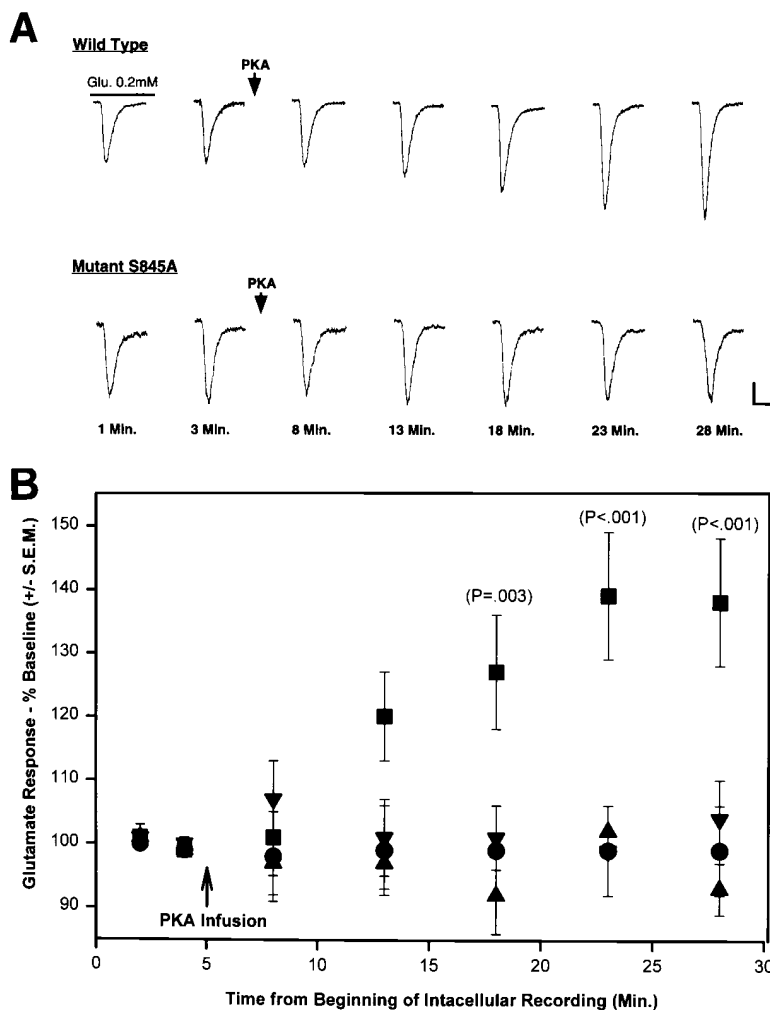 A
Wild Type
Glu. 0.2mM
PKA
Mutant S845A
PKA
1 Min. 3 Min. 8 Min. 13 Min. 18 Min. 23 Min. 28 Min.
B
Glutamate Response - % Baseline (+/- S.E.M.)
150
140
130
120
110
100
90
(P=.003)
(P<.001)
(P<.001)
PKA Infusion
0 5 10 15 20 25 30
Time from Beginning of Intacellular Recording (Min.)